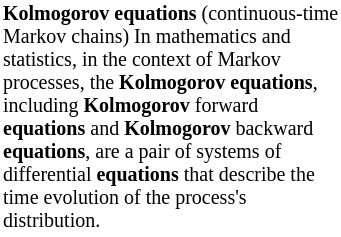 Kolmogorov equations (continuous-time
Markov chains) In mathematics and
statistics, in the context of Markov
processes, the Kolmogorov equations,
including Kolmogorov forward
equations and Kolmogorov backward
equations, are a pair of systems of
differential equations that describe the
time evolution of the process's
distribution.